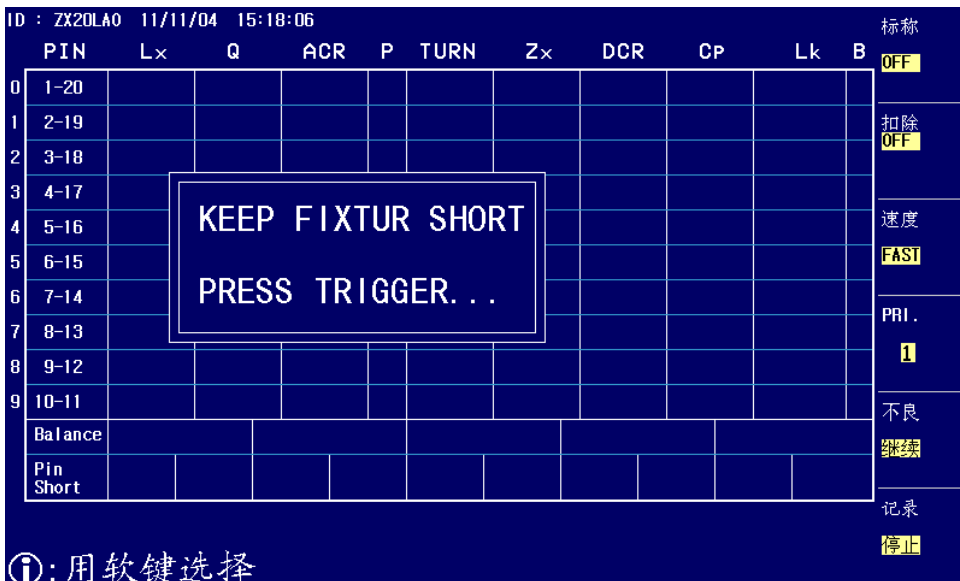 ID : ZX20LA0 11/11/04 15:18:06
PIN Lx Q ACR P TURN Zx DCR CP Lk B
0 1-20
1 2-19
2 3-18
3 4-17
4 5-16
5 6-15
6 7-14
7 8-13
8 9-12
9 10-11
Balance
Pin
Short
KEEP FIXTUR SHORT
PRESS TRIGGER...
标称
OFF
扣除
OFF
速度
FAST
PRI.
1
不良
继续
记录
停止
ⓘ:用软键选择